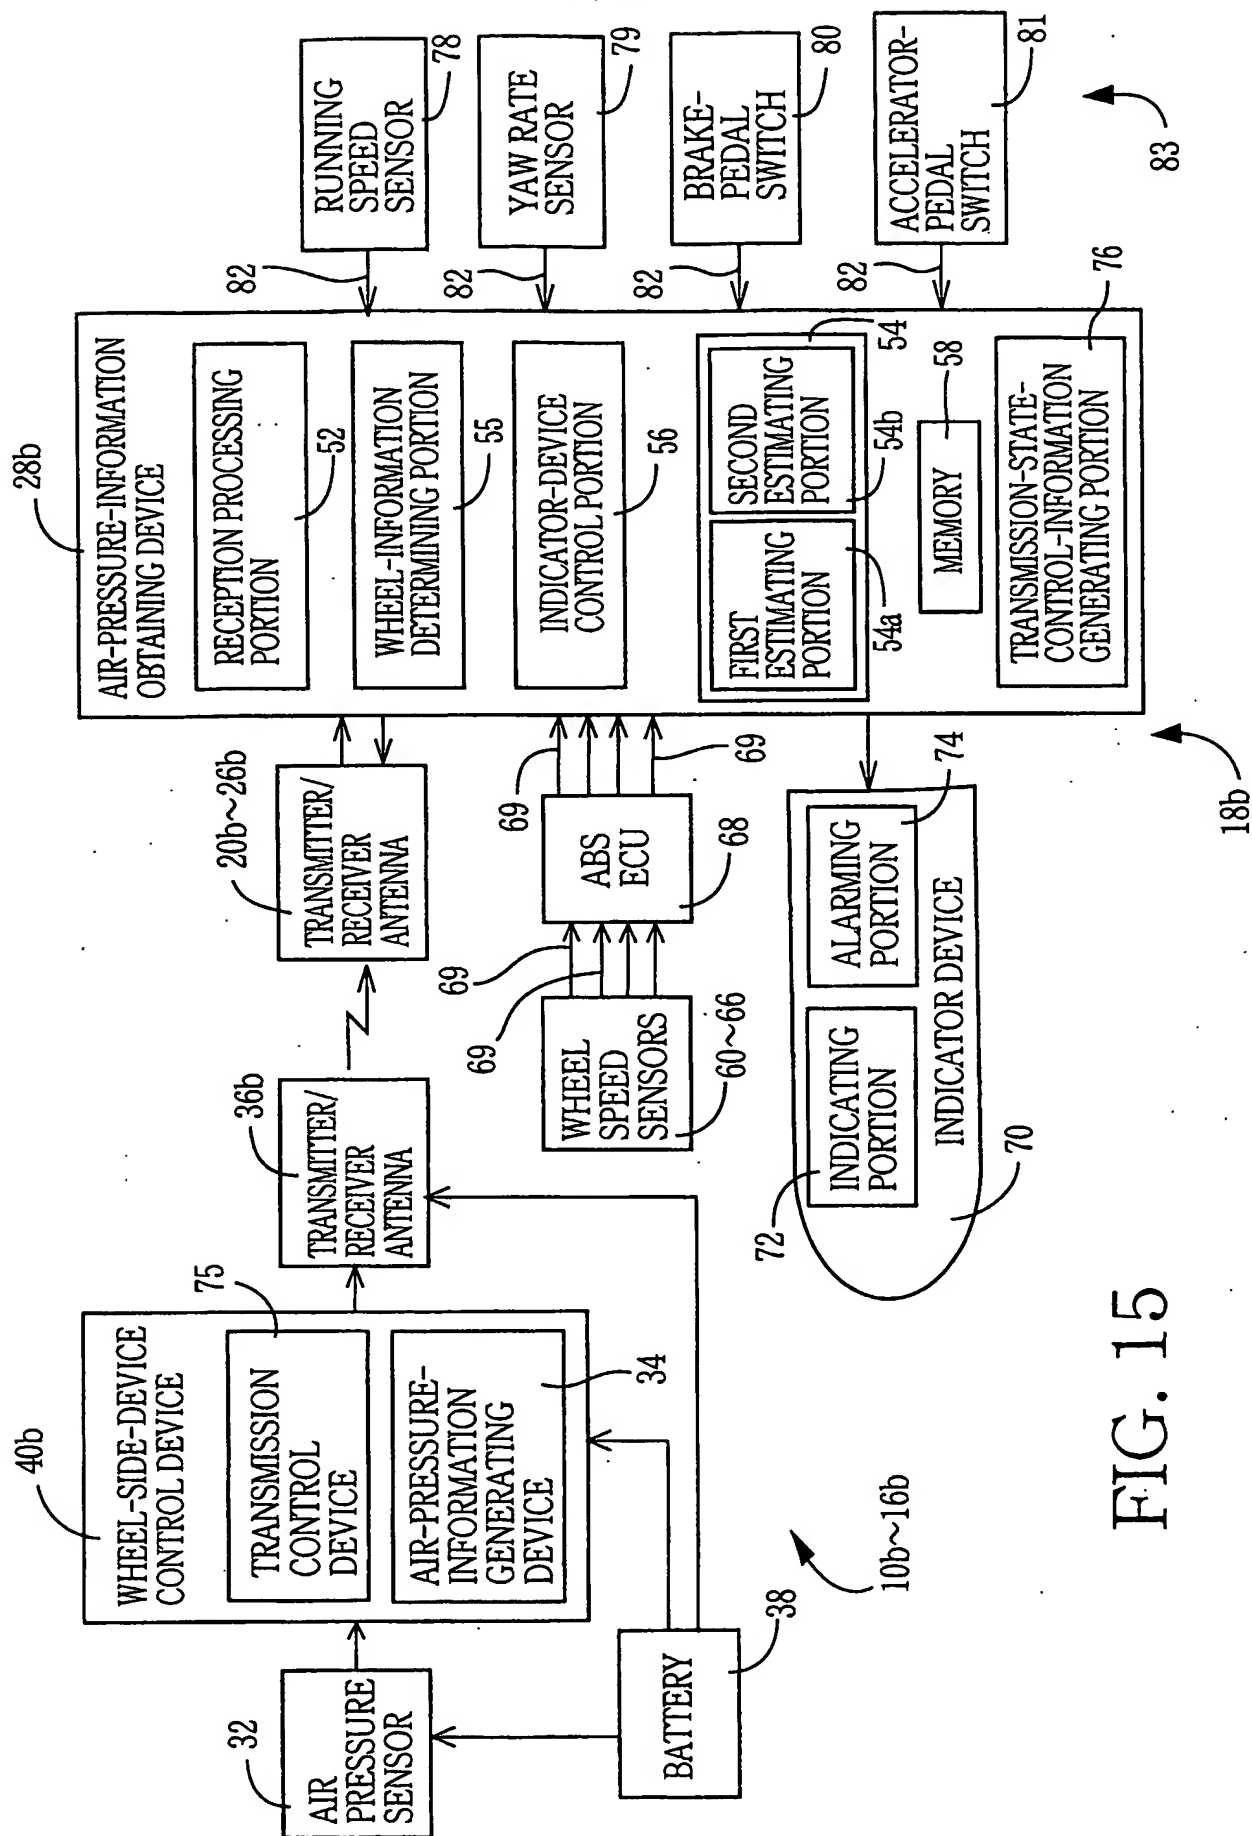 40b
WHEEL-SIDE-DEVICE
CONTROL DEVICE
75
TRANSMISSION
CONTROL
DEVICE
AIR-PRESSURE-
INFORMATION
GENERATING
DEVICE
34
32
AIR
PRESSURE
SENSOR
BATTERY
38
10b~16b
36b
TRANSMITTER/
RECEIVER
ANTENNA
20b~26b
TRANSMITTER/
RECEIVER
ANTENNA
WHEEL
SPEED
SENSORS
60~66
69
69
ABS
ECU
68
69
69
72
INDICATING
PORTION
ALARMING
PORTION
74
INDICATOR DEVICE
70
18b
28b
AIR-PRESSURE-INFORMATION
OBTAINING DEVICE
RECEPTION PROCESSING
PORTION
52
WHEEL-INFORMATION
DETERMINING PORTION
55
INDICATOR-DEVICE
CONTROL PORTION
56
FIRST
ESTIMATING
PORTION
54a
SECOND
ESTIMATING
PORTION
54b
54
MEMORY
58
TRANSMISSION-STATE-
CONTROL-INFORMATION
GENERATING PORTION
76
82
RUNNING
SPEED
SENSOR
78
82
YAW RATE
SENSOR
79
82
BRAKE-
PEDAL
SWITCH
80
82
ACCELERATOR-
PEDAL
SWITCH
81
83
FIG. 15